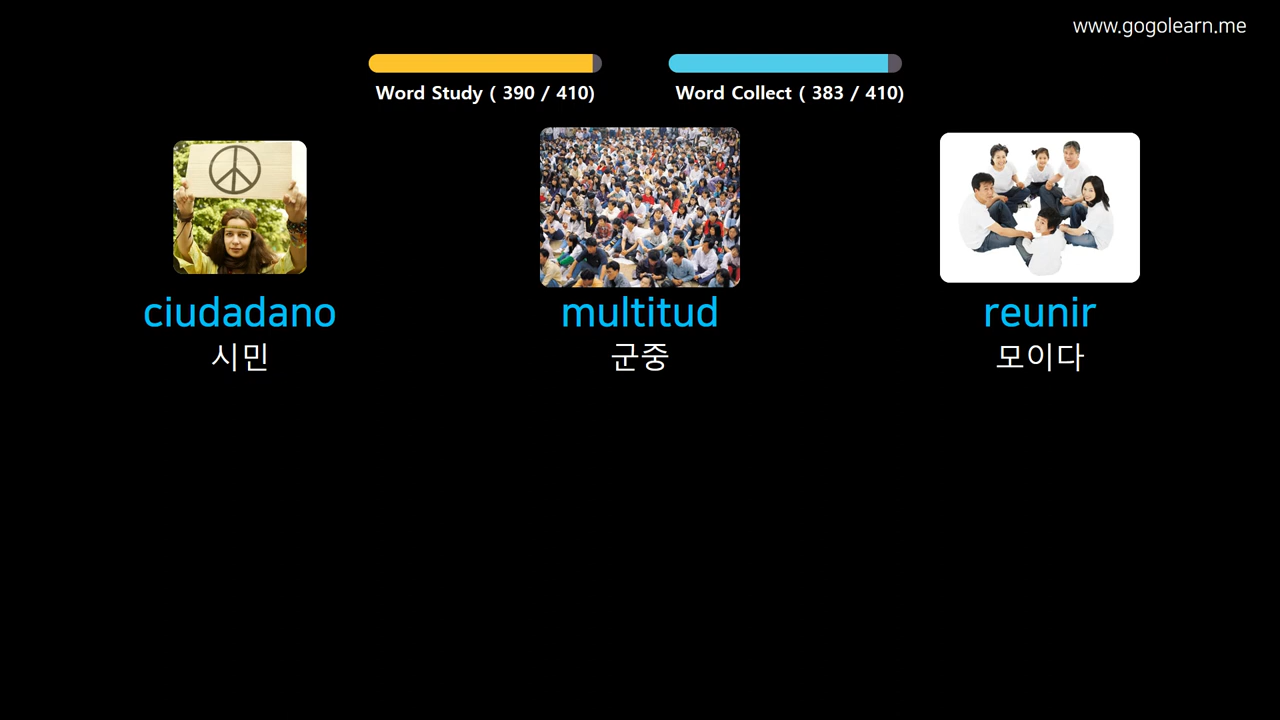 www.gogolearn.me
Word Study ( 390 / 410)
Word Collect ( 383 / 410)
ciudadano
시민
multitud
군중
reunir
모이다